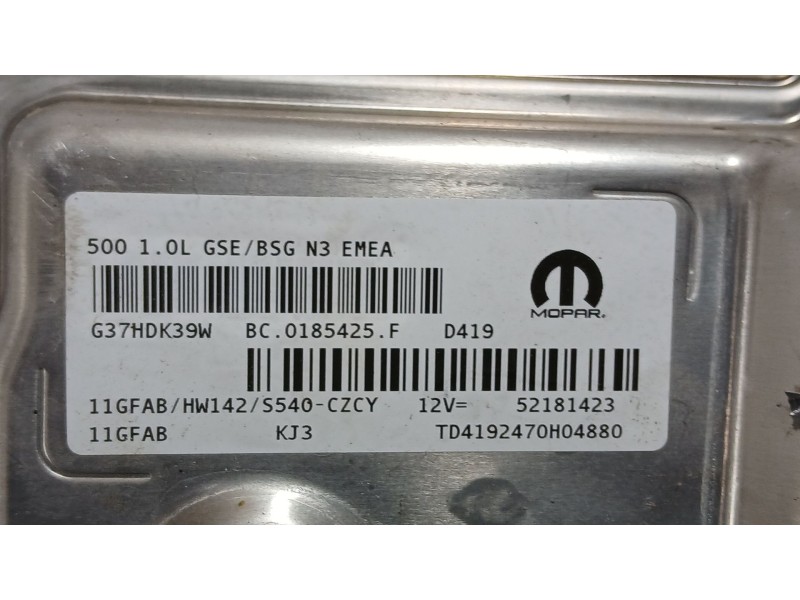 500 1.0L GSE/BSG N3 EMEA
MOPAR®
G37HDK39W BC.0185425.F D419
11GFAB/HW142/S540-CZCY 12V= 52181423
11GFAB KJ3 TD4192470H04880